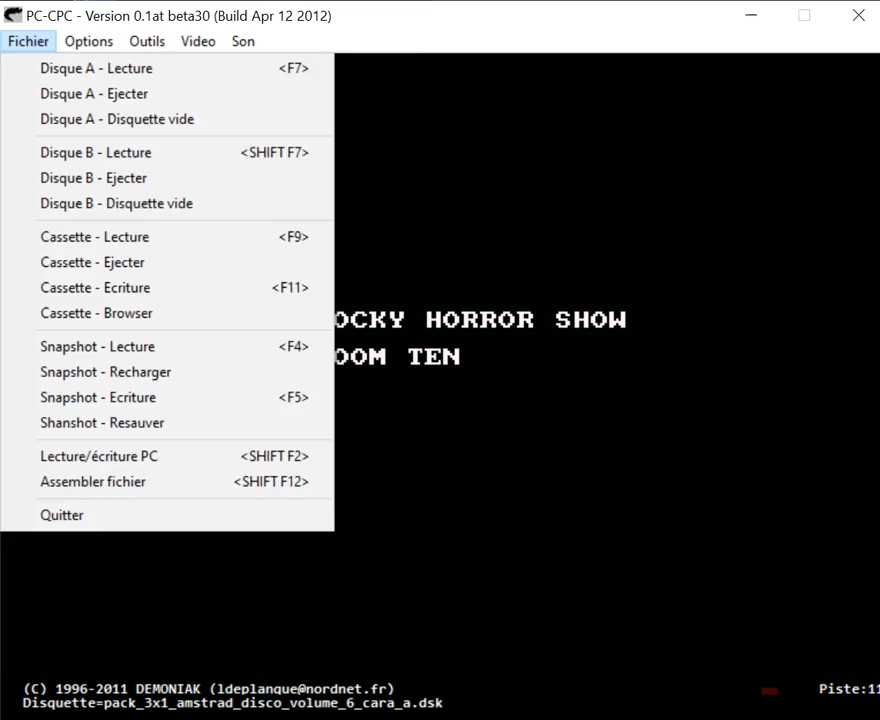 PC-CPC - Version 0.1at beta30 (Build Apr 12 2012)
Fichier Options Outils Video Son
Disque A - Lecture <F7>
Disque A - Ejecter
Disque A - Disquette vide
Disque B - Lecture <SHIFT F7>
Disque B - Ejecter
Disque B - Disquette vide
Cassette - Lecture <F9>
Cassette - Ejecter
Cassette - Ecriture <F11>
Cassette - Browser
Snapshot - Lecture <F4>
Snapshot - Recharger
Snapshot - Ecriture <F5>
Shanshot - Resauver
Lecture/écriture PC <SHIFT F2>
Assembler fichier <SHIFT F12>
Quitter
OCKY HORROR SHOW
OOM TEN
(C) 1996-2011 DEMONIAK (ldeplanque@nordnet.fr)
Disquette=pack_3x1_amstrad_disco_volume_6_cara_a.dsk
Piste:11